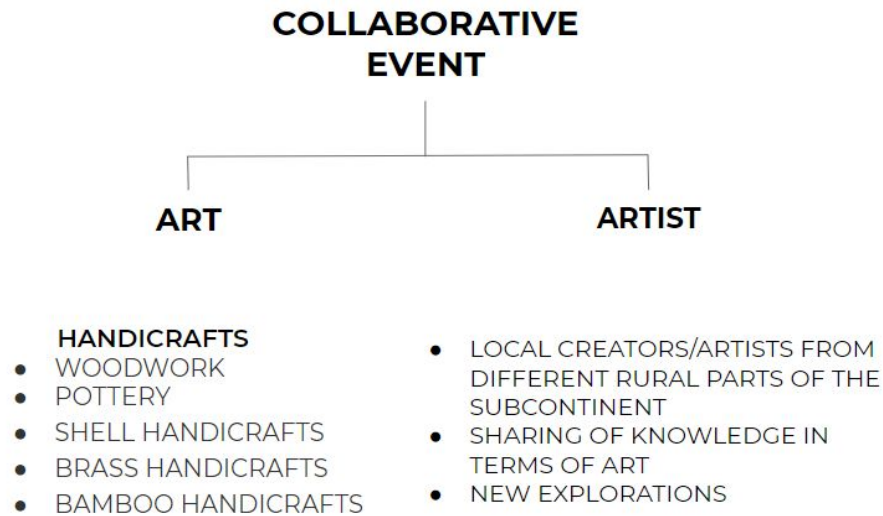 COLLABORATIVE
EVENT
ART
ARTIST
HANDICRAFTS
• WOODWORK
• POTTERY
• SHELL HANDICRAFTS
• BRASS HANDICRAFTS
• BAMBOO HANDICRAFTS
• LOCAL CREATORS/ARTISTS FROM
DIFFERENT RURAL PARTS OF THE
SUBCONTINENT
• SHARING OF KNOWLEDGE IN
TERMS OF ART
• NEW EXPLORATIONS